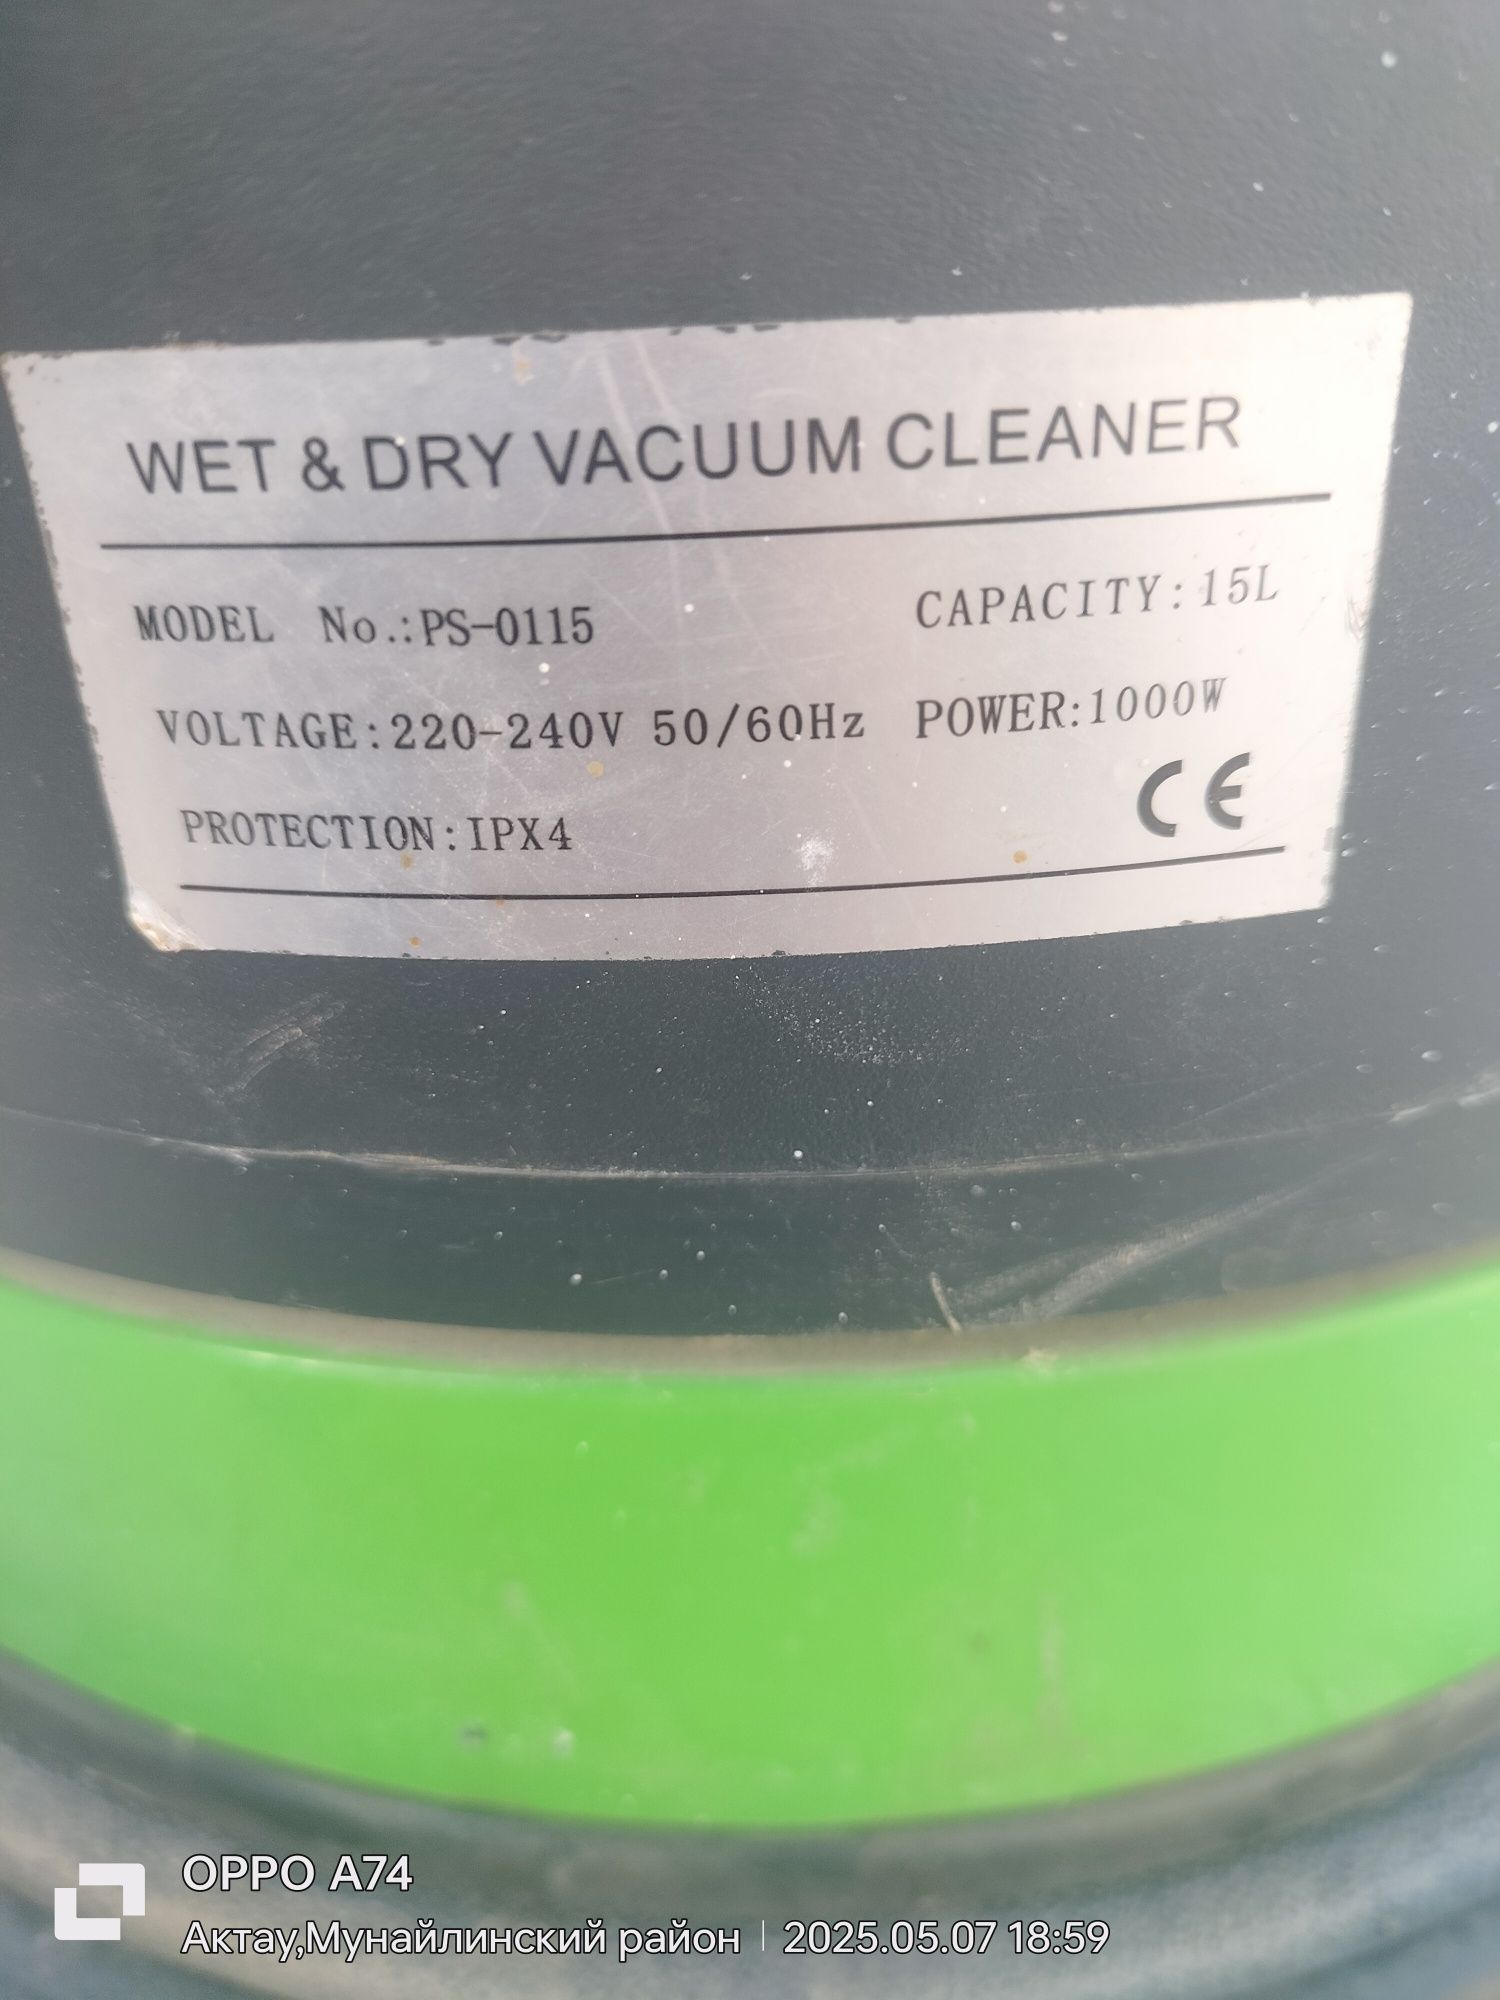 WET & DRY VACUUM CLEANER
MODEL No.:PS-0115 CAPACITY:15L
VOLTAGE:220-240V 50/60Hz POWER:1000W
PROTECTION:IPX4 CE
OPPO A74
Актау,Мунайлинский район | 2025.05.07 18:59